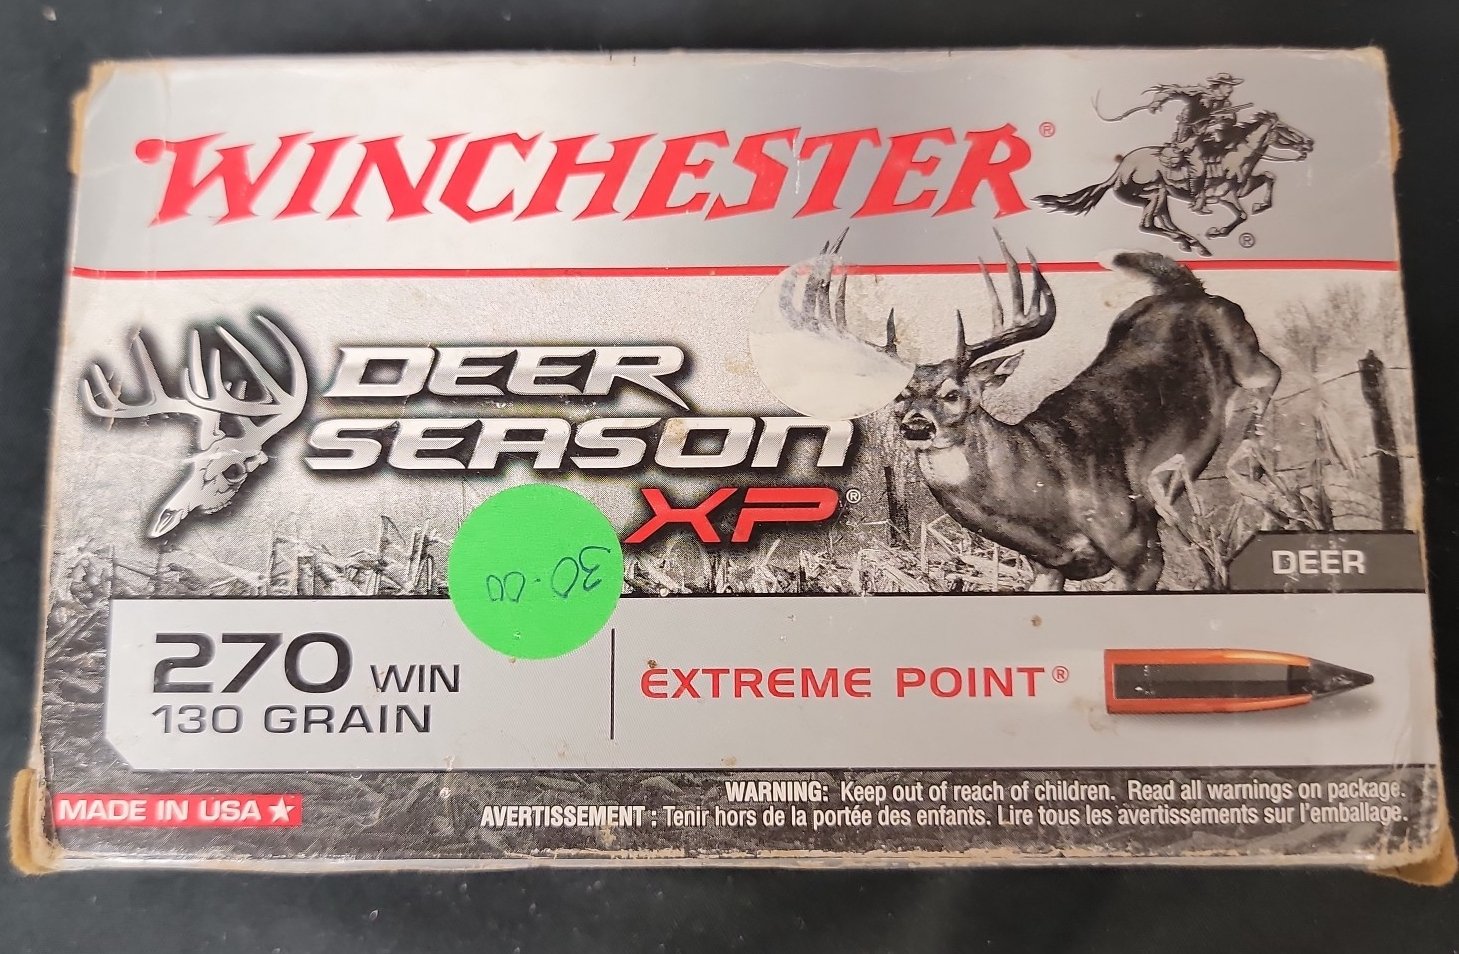 WINCHESTER®
®
DEER
SEASON
XP®
DEER
30.00
270 WIN
130 GRAIN
EXTREME POINT®
MADE IN USA
WARNING: Keep out of reach of children. Read all warnings on package.
AVERTISSEMENT : Tenir hors de la portée des enfants. Lire tous les avertissements sur l'emballage.